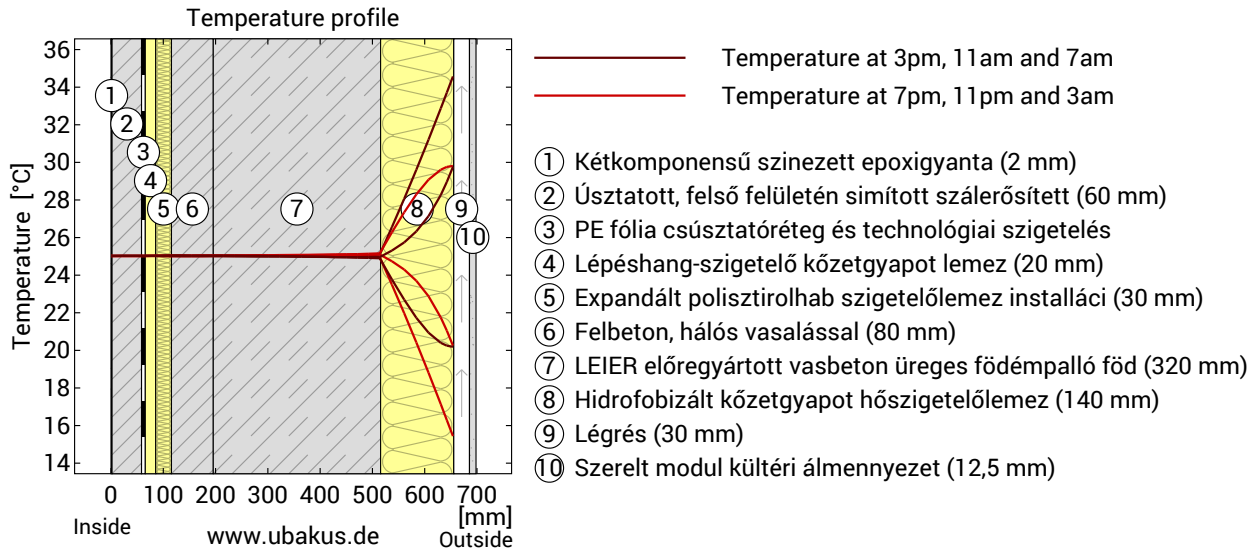 Temperature profile
Temperature [°C]
36
34
32
30
28
26
24
22
20
18
16
14
1
2
3
4
5
6
7
8
9
10
0
100
200
300
400
500
600
700
[mm]
Inside
www.ubakus.de
Outside
Temperature at 3pm, 11am and 7am
Temperature at 7pm, 11pm and 3am
1 Kétkomponensű szinezett epoxigyanta (2 mm)
2 Úsztatott, felső felületén simított szálerősített (60 mm)
3 PE fólia csúsztatóréteg és technológiai szigetelés
4 Lépéshang-szigetelő kőzetgyapot lemez (20 mm)
5 Expandált polisztirolhab szigetelőlemez installáci (30 mm)
6 Felbeton, hálós vasalással (80 mm)
7 LEIER előregyártott vasbeton üreges födémpalló föd (320 mm)
8 Hidrofobizált kőzetgyapot hőszigetelőlemez (140 mm)
9 Légrés (30 mm)
10 Szerelt modul kültéri álmennyezet (12,5 mm)